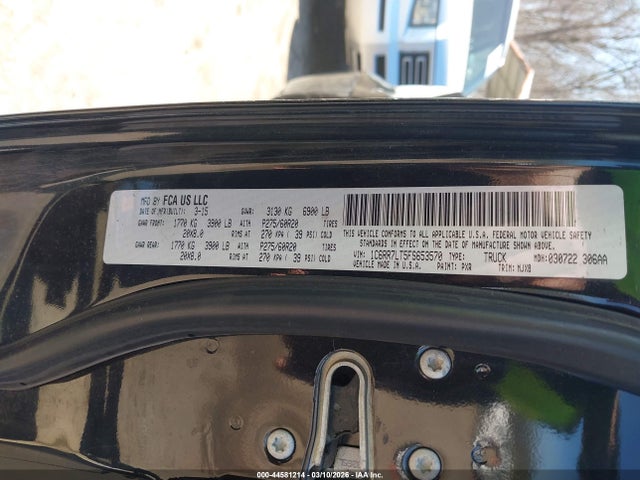 MFD BY FCA US LLC
DATE OF MFR(BUILT): 3-15 GVWR: 3130 KG 6900 LB
GAWR FRONT: 1770 KG 3900 LB WITH P275/60R20 TIRES
20X8.0 RIMS AT 270 KPA ( 39 PSI) COLD
GAWR REAR: 1770 KG 3900 LB WITH P275/60R20 TIRES
20X8.0 RIMS AT 270 KPA ( 39 PSI) COLD
THIS VEHICLE CONFORMS TO ALL APPLICABLE U.S.A. FEDERAL MOTOR VEHICLE SAFETY
STANDARDS IN EFFECT ON THE DATE OF MANUFACTURE SHOWN ABOVE.
VIN: 1C6RR7LT5FS653570 TYPE: TRUCK MDH: 030722 306AA
VEHICLE MADE IN U.S.A. PAINT: PXR TRIM: MJX8
000-44581214 - 03/10/2026 - IAAI.COM